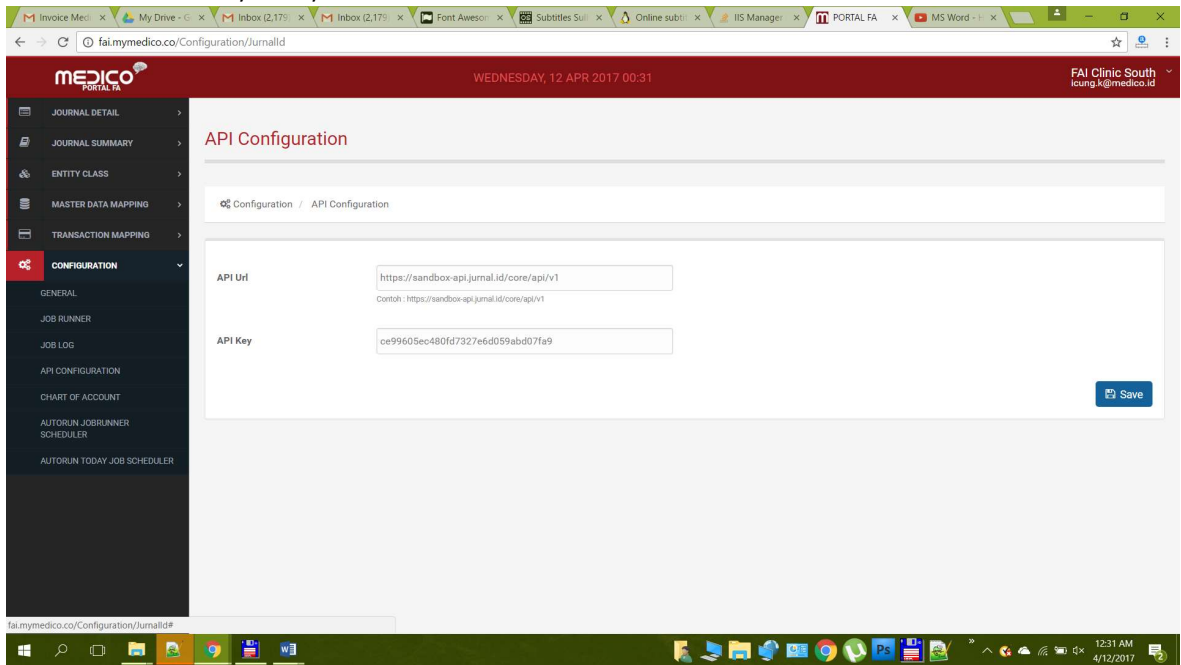 Invoice Medi
My Drive - G
Inbox (2,179)
Inbox (2,179)
Font Aweson
Subtitles Sul
Online subti
IIS Manager
PORTAL FA
MS Word -
fai.mymedico.co/Configuration/JurnalId
MEDICO
PORTAL FA
WEDNESDAY, 12 APR 2017 00:31
FAI Clinic South
icung.k@medico.id
JOURNAL DETAIL
JOURNAL SUMMARY
ENTITY CLASS
MASTER DATA MAPPING
TRANSACTION MAPPING
CONFIGURATION
GENERAL
JOB RUNNER
JOB LOG
API CONFIGURATION
CHART OF ACCOUNT
AUTORUN JOBRUNNER
SCHEDULER
AUTORUN TODAY JOB SCHEDULER
API Configuration
Configuration / API Configuration
API Url
https://sandbox-api.jurnal.id/core/api/v1
Contoh : https://sandbox-api.jurnal.id/core/api/v1
API Key
ce99605ec480fd7327e6d059abd07fa9
Save
fai.mymedico.co/Configuration/JurnalId#
Ps
12:31 AM
4/12/2017